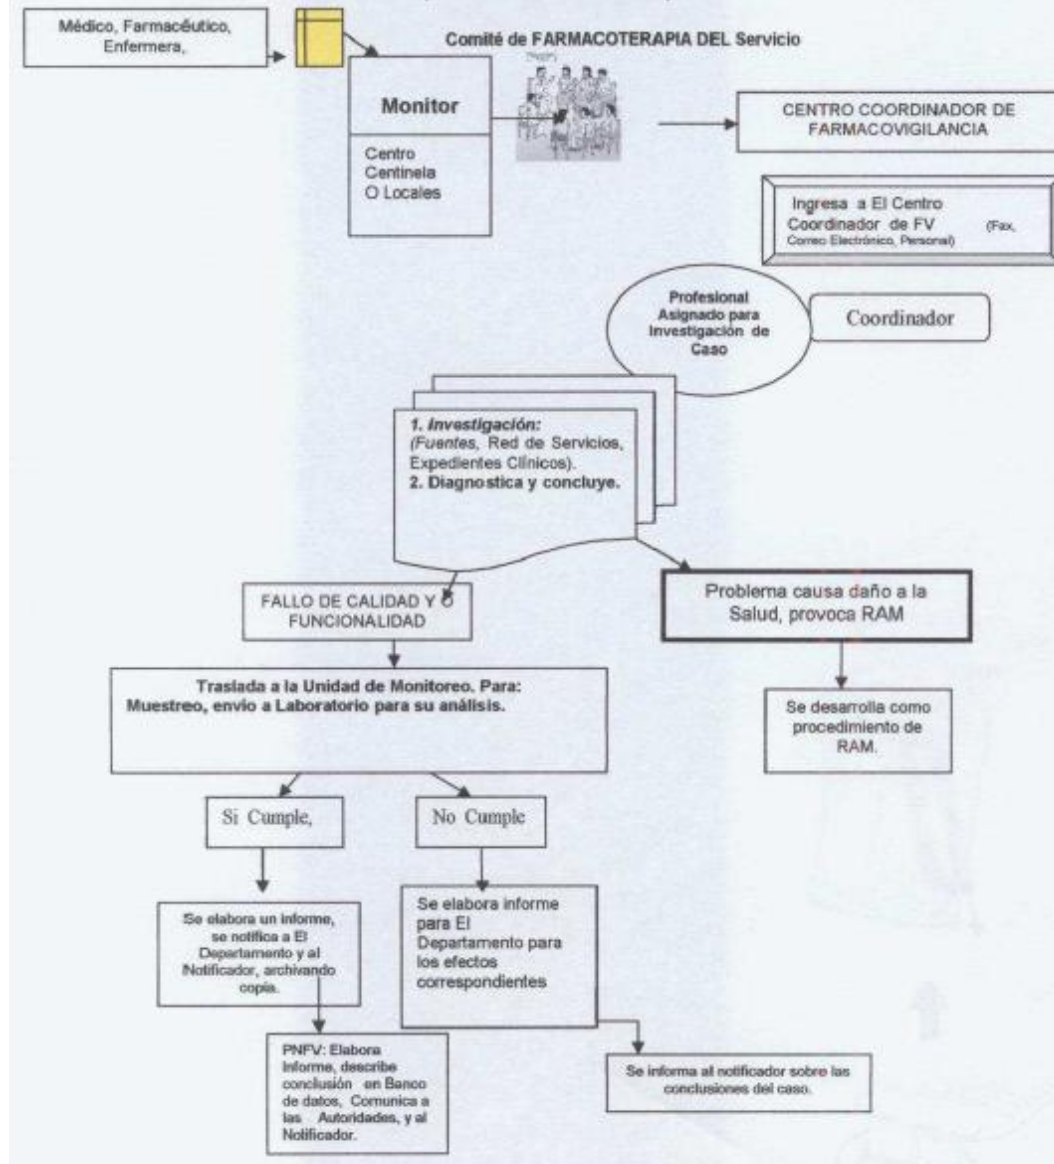 Médico, Farmacéutico,
Enfermera,
Comité de FARMACOTERAPIA DEL Servicio
Monitor
Centro
Centinela
O Locales
CENTRO COORDINADOR DE
FARMACOVIGILANCIA
Ingresa a El Centro
Coordinador de FV (Fax,
Correo Electrónico, Personal)
Profesional
Asignado para
Investigación de
Caso
Coordinador
1. Investigación:
(Fuentes, Red de Servicios,
Expedientes Clínicos).
2. Diagnostica y concluye.
FALLO DE CALIDAD Y O
FUNCIONALIDAD
Problema causa daño a la
Salud, provoca RAM
Traslada a la Unidad de Monitoreo. Para:
Muestreo, envío a Laboratorio para su análisis.
Se desarrolla como
procedimiento de
RAM.
Si Cumple,
No Cumple
Se elabora un informe,
se notifica a El
Departamento y al
Notificador, archivando
copia.
Se elabora informe
para El
Departamento para
los efectos
correspondientes
PNFV: Elabora
Informe, describe
conclusión en Banco
de datos, Comunica a
las Autoridades, y al
Notificador.
Se informa al notificador sobre las
conclusiones del caso.